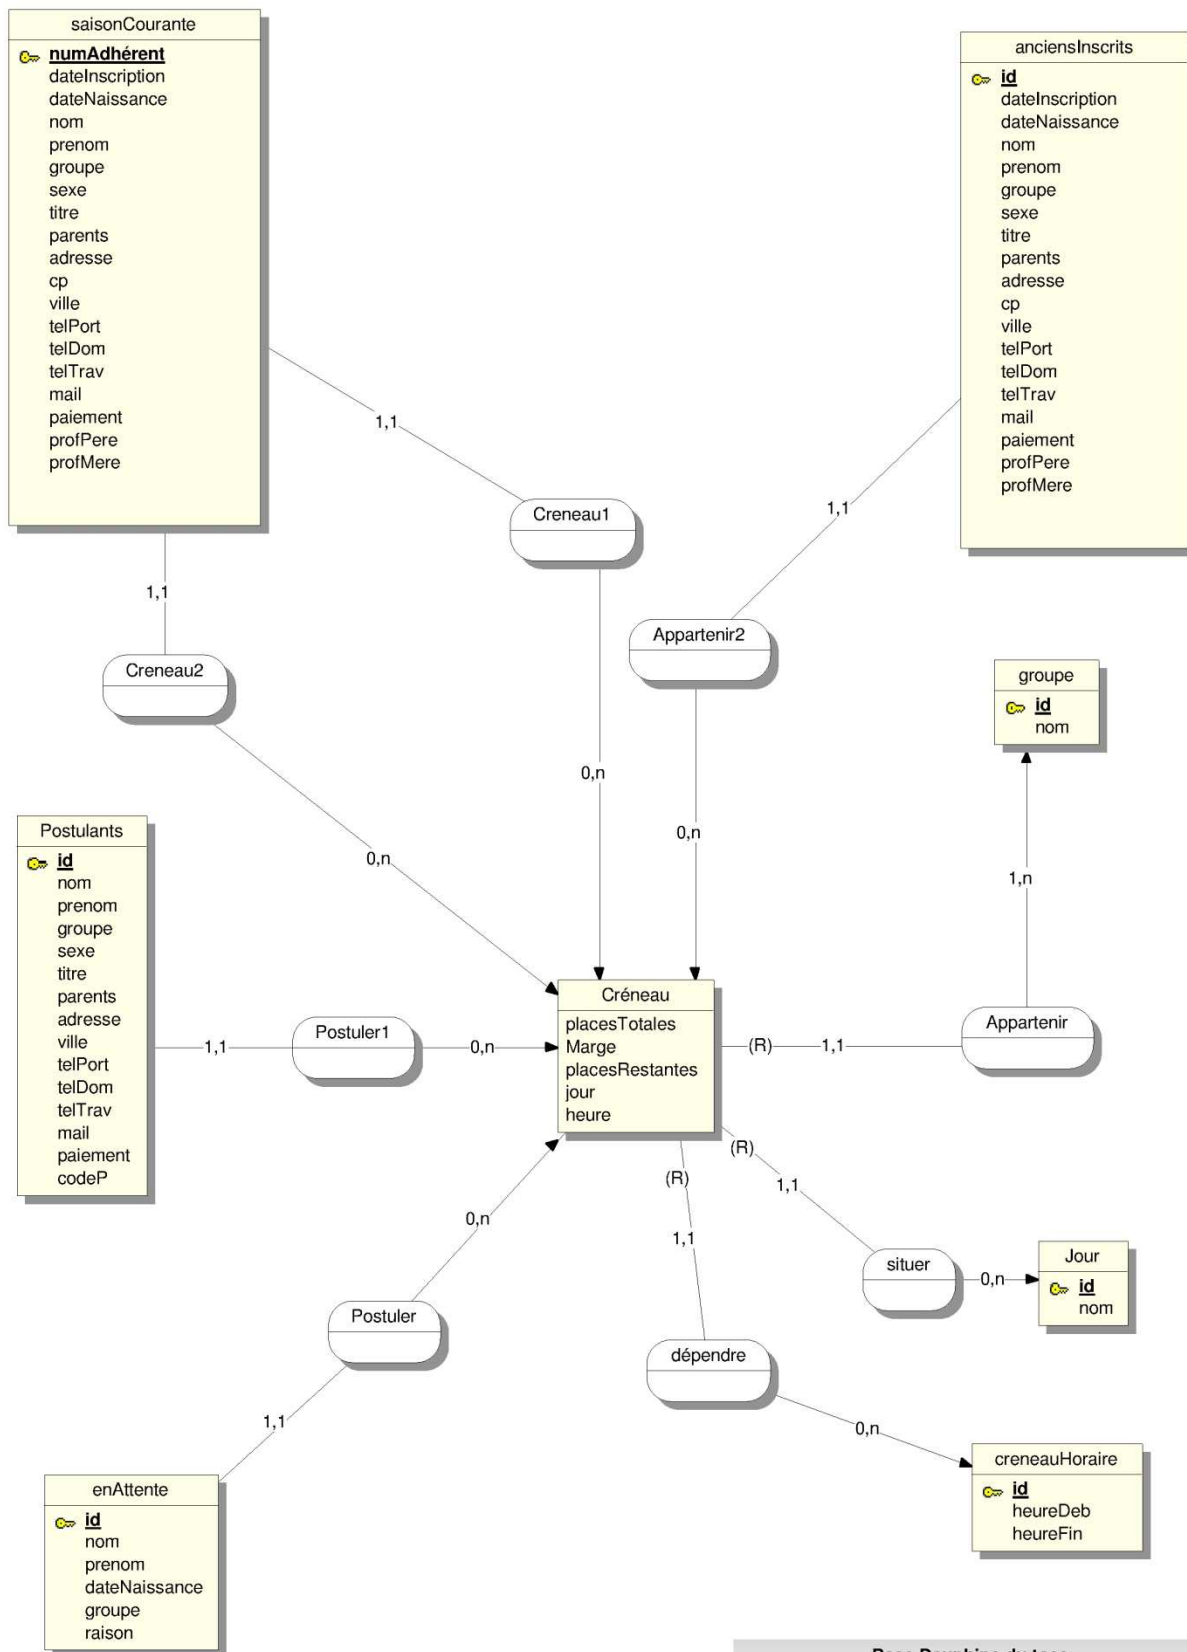 saisonCourante
numAdhérent
dateInscription
dateNaissance
nom
prenom
groupe
sexe
titre
parents
adresse
cp
ville
telPort
telDom
telTrav
mail
paiement
profPere
profMere
anciensInscrits
id
dateInscription
dateNaissance
nom
prenom
groupe
sexe
titre
parents
adresse
cp
ville
telPort
telDom
telTrav
mail
paiement
profPere
profMere
1,1
Creneau1
0,n
1,1
Appartenir2
0,n
1,1
Creneau2
0,n
groupe
id
nom
1,n
Appartenir
1,1
(R)
Postulants
id
nom
prenom
groupe
sexe
titre
parents
adresse
ville
telPort
telDom
telTrav
mail
paiement
codeP
1,1
Postuler1
0,n
Créneau
placesTotales
Marge
placesRestantes
jour
heure
(R)
1,1
situer
0,n
Jour
id
nom
(R)
1,1
dépendre
0,n
creneauHoraire
id
heureDeb
heureFin
0,n
Postuler
1,1
enAttente
id
nom
prenom
dateNaissance
groupe
raison